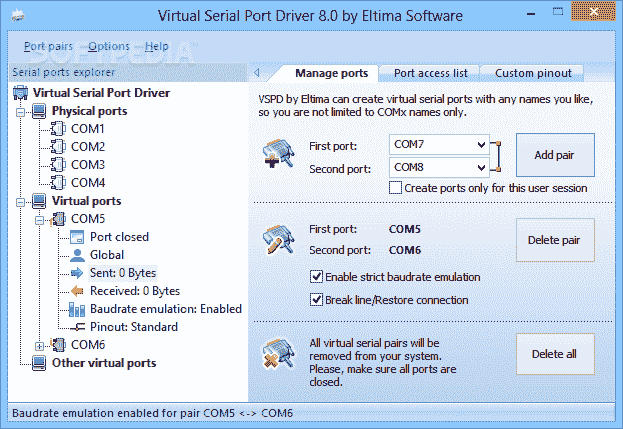 Virtual Serial Port Driver 8.0 by Eltima Software
Port pairs Options Help
SOFTPEDIA
Serial ports explorer
Virtual Serial Port Driver
Physical ports
COM1
COM2
COM3
COM4
Virtual ports
COM5
Port closed
Global
Sent: 0 Bytes
Received: 0 Bytes
Baudrate emulation: Enabled
Pinout: Standard
COM6
Other virtual ports
Manage ports Port access list Custom pinout
VSPD by Eltima can create virtual serial ports with any names you like,
so you are not limited to COMx names only.
First port: COM7
Second port: COM8
Add pair
Create ports only for this user session
First port: COM5
Second port: COM6
Delete pair
Enable strict baudrate emulation
Break line/Restore connection
All virtual serial pairs will be
removed from your system.
Please, make sure all ports are
closed.
Delete all
Baudrate emulation enabled for pair COM5 <-> COM6